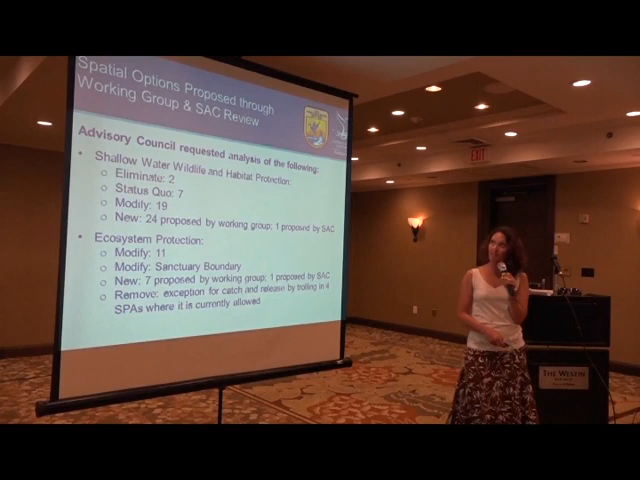 Spatial Options Proposed through
Working Group & SAC Review
Advisory Council requested analysis of the following:
• Shallow Water Wildlife and Habitat Protection:
o Eliminate: 2
o Status Quo: 7
o Modify: 19
o New: 24 proposed by working group; 1 proposed by SAC
• Ecosystem Protection:
o Modify: 11
o Modify: Sanctuary Boundary
o New: 7 proposed by working group; 1 proposed by SAC
o Remove: exception for catch and release by trolling in 4
SPAs where it is currently allowed
EXIT
THE WESTIN